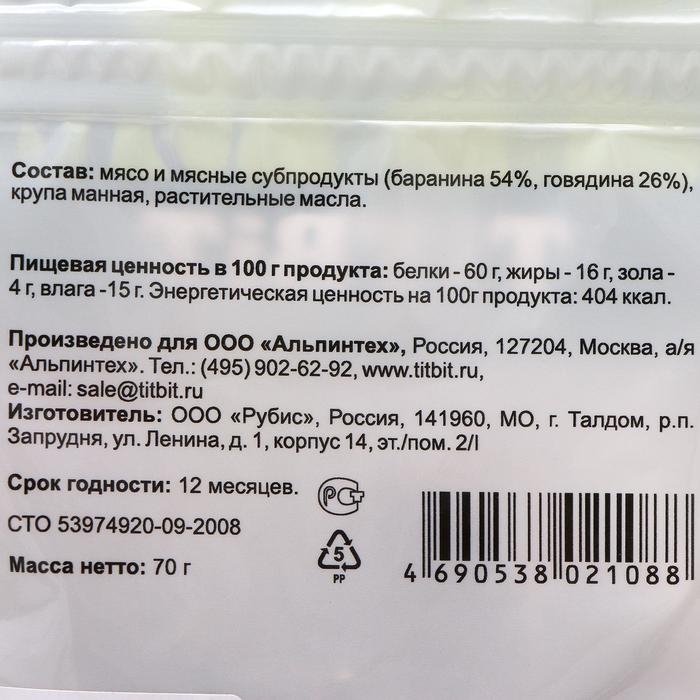 Состав: мясо и мясные субпродукты (баранина 54%, говядина 26%),
крупа манная, растительные масла.
Пищевая ценность в 100 г продукта: белки - 60 г, жиры - 16 г, зола -
4 г, влага -15 г. Энергетическая ценность на 100г продукта: 404 ккал.
Произведено для ООО «Альпинтех», Россия, 127204, Москва, а/я
«Альпинтех». Тел.: (495) 902-62-92, www.titbit.ru,
e-mail: sale@titbit.ru
Изготовитель: ООО «Рубис», Россия, 141960, МО, г. Талдом, р.п.
Запрудня, ул. Ленина, д. 1, корпус 14, эт./пом. 2/I
Срок годности: 12 месяцев.
РСТ
СТО 53974920-09-2008
Масса нетто: 70 г
5
PP
4 690538 021088